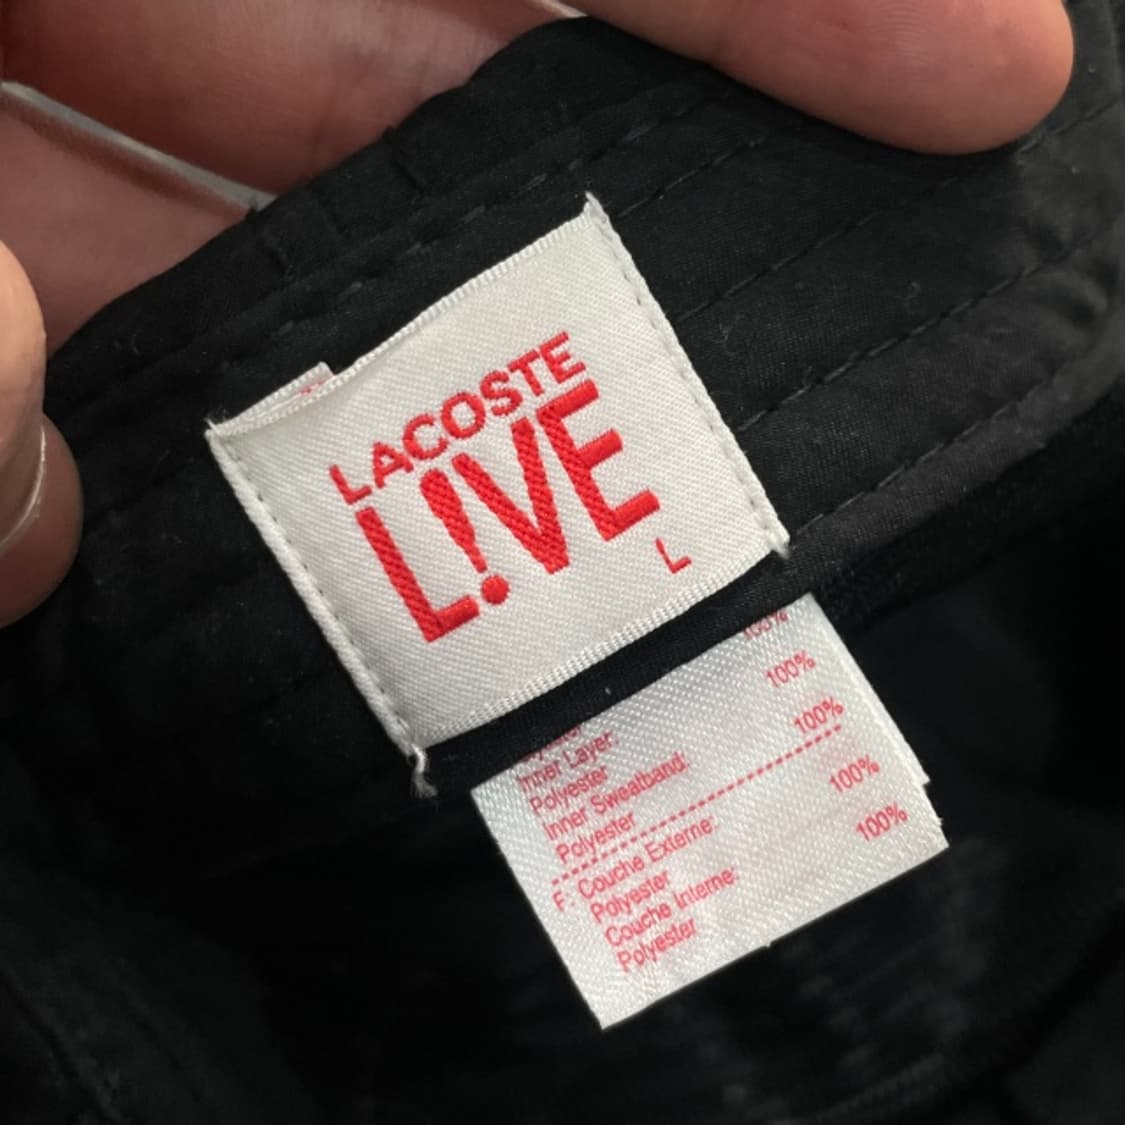 LACOSTE
L!VE
L
100%
Inner Layer:
Polyester 100%
Inner Sweatband:
Polyester 100%
F: Couche Externe:
Polyester 100%
Couche Interne:
Polyester 100%